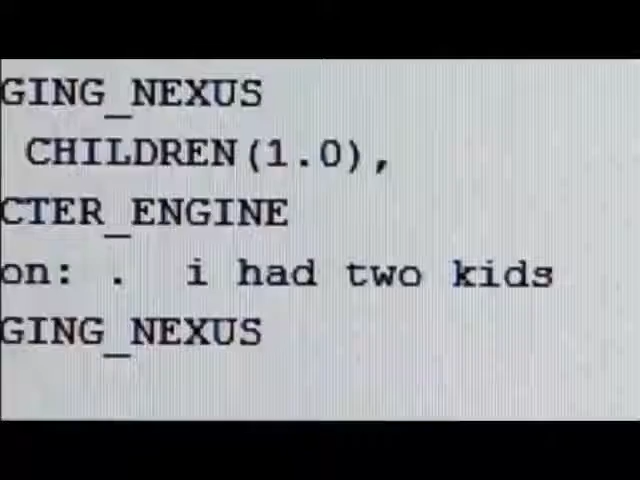 GING_NEXUS
CHILDREN(1.0),
CTER_ENGINE
on: .  i had two kids
GING_NEXUS